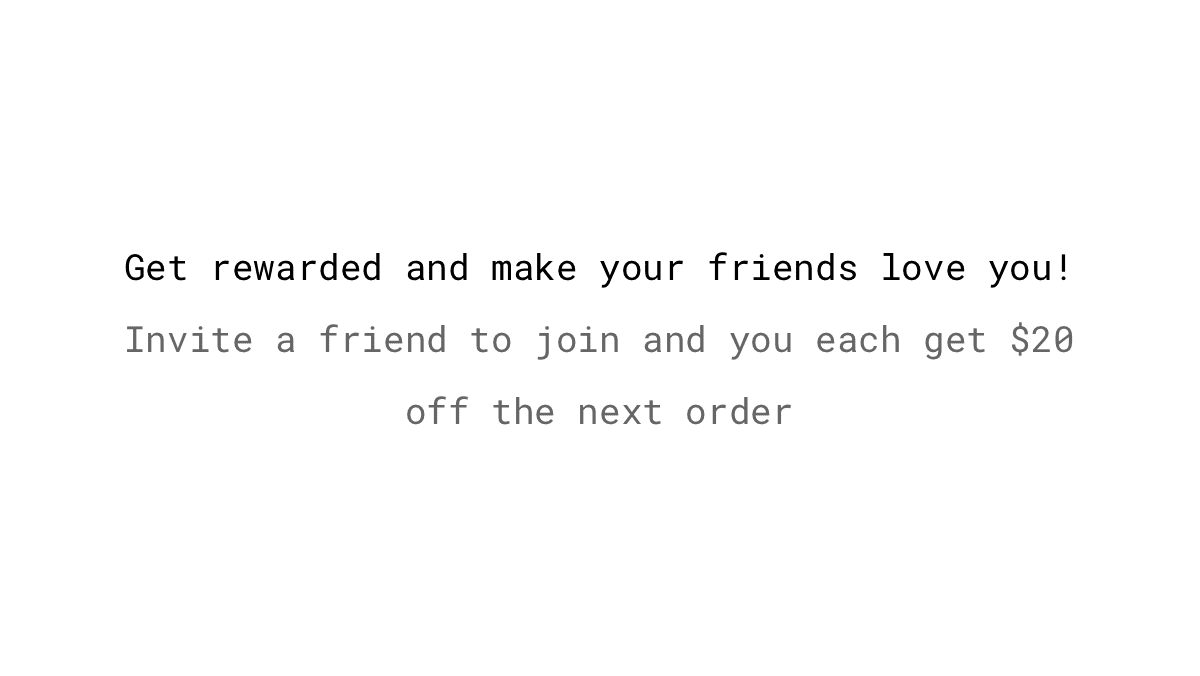 Get rewarded and make your friends love you!
Invite a friend to join and you each get $20
off the next order